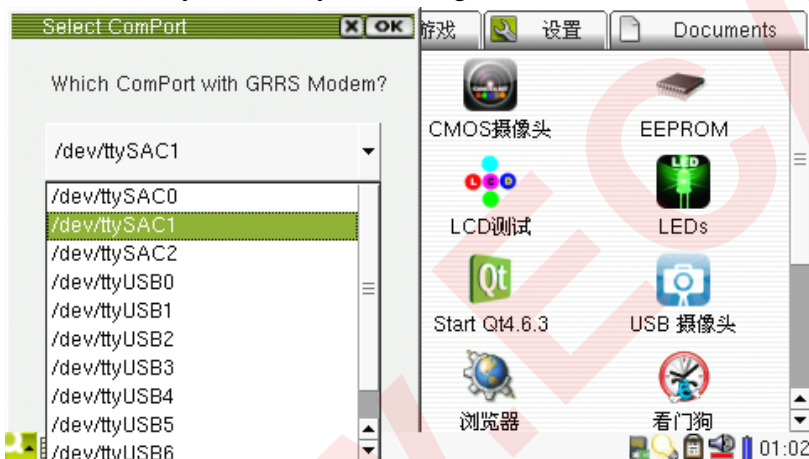 Select ComPort
X OK
Which ComPort with GRRS Modem?
/dev/ttySAC1
/dev/ttySAC0
/dev/ttySAC1
/dev/ttySAC2
/dev/ttyUSB0
/dev/ttyUSB1
/dev/ttyUSB2
/dev/ttyUSB3
/dev/ttyUSB4
/dev/ttyUSB5
/dev/ttyUSB6
游戏
设置
Documents
CMOS摄像头
EEPROM
LCD
LED
LCD测试
LEDs
Qt
Start Qt4.6.3
USB 摄像头
浏览器
看门狗
01:02